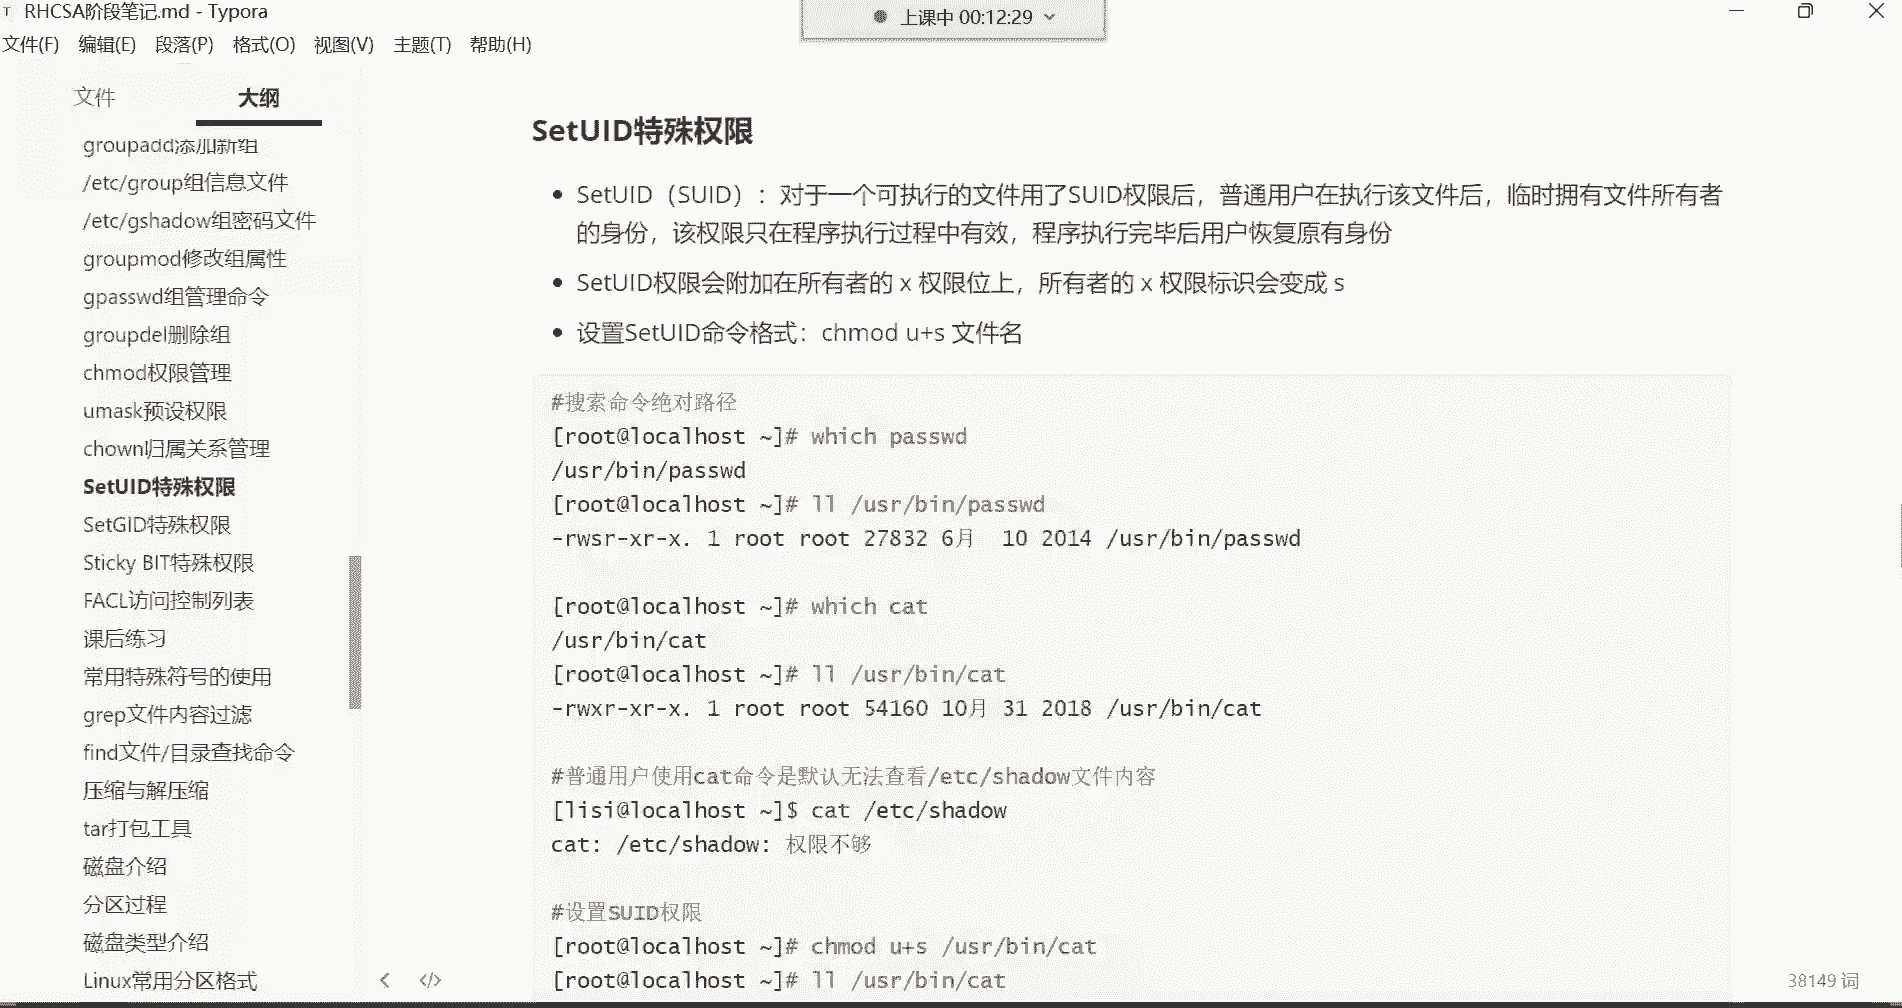 RHCSA阶段笔记.md - Typora
上课中 00:12:29
文件(F) 编辑(E) 段落(P) 格式(O) 视图(V) 主题(T) 帮助(H)
文件 大纲
groupadd添加新组
/etc/group组信息文件
/etc/gshadow组密码文件
groupmod修改组属性
gpasswd组管理命令
groupdel删除组
chmod权限管理
umask预设权限
chown归属关系管理
SetUID特殊权限
SetGID特殊权限
Sticky BIT特殊权限
FACL访问控制列表
课后练习
常用特殊符号的使用
grep文件内容过滤
find文件/目录查找命令
压缩与解压缩
tar打包工具
磁盘介绍
分区过程
磁盘类型介绍
Linux常用分区格式
SetUID特殊权限
SetUID（SUID）：对于一个可执行的文件用了SUID权限后，普通用户在执行该文件后，临时拥有文件所有者
的身份，该权限只在程序执行过程中有效，程序执行完毕后用户恢复原有身份
SetUID权限会附加在所有者的 x 权限位上，所有者的 x 权限标识会变成 s
设置SetUID命令格式：chmod u+s 文件名
#搜索命令绝对路径
[root@localhost ~]# which passwd
/usr/bin/passwd
[root@localhost ~]# ll /usr/bin/passwd
-rwsr-xr-x. 1 root root 27832 6月  10 2014 /usr/bin/passwd
[root@localhost ~]# which cat
/usr/bin/cat
[root@localhost ~]# ll /usr/bin/cat
-rwxr-xr-x. 1 root root 54160 10月 31 2018 /usr/bin/cat
#普通用户使用cat命令是默认无法查看/etc/shadow文件内容
[lisi@localhost ~]$ cat /etc/shadow
cat: /etc/shadow: 权限不够
#设置SUID权限
[root@localhost ~]# chmod u+s /usr/bin/cat
[root@localhost ~]# ll /usr/bin/cat
38149 词